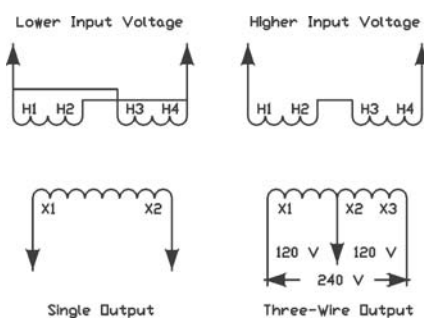 Lower Input Voltage
Higher Input Voltage
H1 H2 H3 H4
H1 H2 H3 H4
X1 X2
X1 X2 X3
120 V 120 V
240 V
Single Output
Three-Wire Output